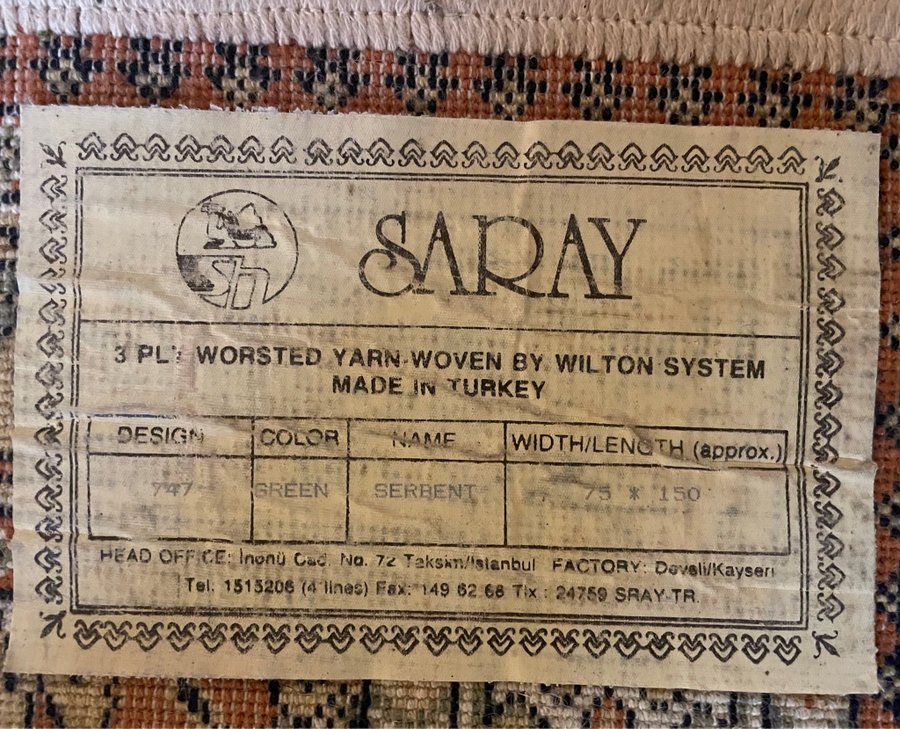 sh
SARAY
3 PLY WORSTED YARN-WOVEN BY WILTON SYSTEM
MADE IN TURKEY
DESIGN COLOR NAME WIDTH/LENGTH (approx.)
747 GREEN SERBENT 75 * 150
HEAD OFFICE: İnönü Cad. No. 72 Taksim/Istanbul FACTORY: Develi/Kayseri
Tel. 1515206 (4 lines) Fax: 149 62 68 Tlx.: 24759 SRAY-TR.